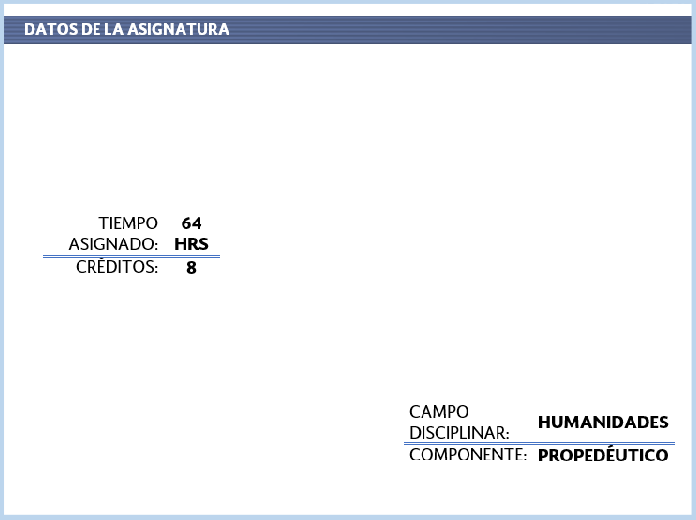 DATOS DE LA ASIGNATURA
TIEMPO 64
ASIGNADO: HRS
CRÉDITOS: 8
CAMPO
DISCIPLINAR: HUMANIDADES
COMPONENTE: PROPEDÉUTICO